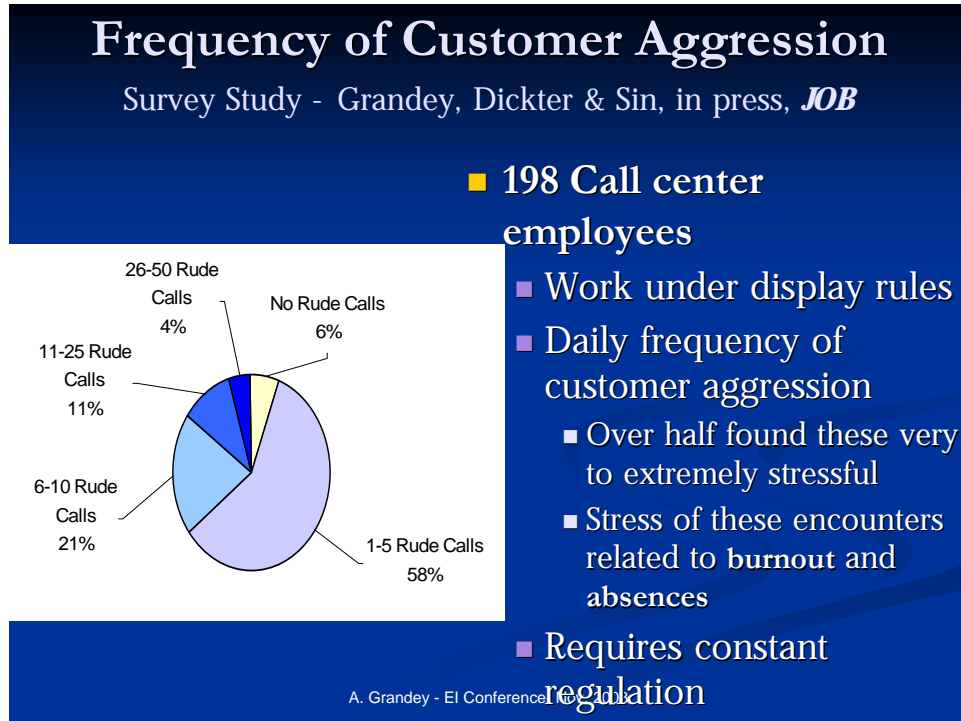 Frequency of Customer Aggression
Survey Study - Grandey, Dickter & Sin, in press, JOB
198 Call center
employees
Work under display rules
Daily frequency of
customer aggression
Over half found these very
to extremely stressful
Stress of these encounters
related to burnout and
absences
Requires constant
regulation
26-50 Rude
Calls
4%
No Rude Calls
6%
11-25 Rude
Calls
11%
6-10 Rude
Calls
21%
1-5 Rude Calls
58%
A. Grandey - EI Conference